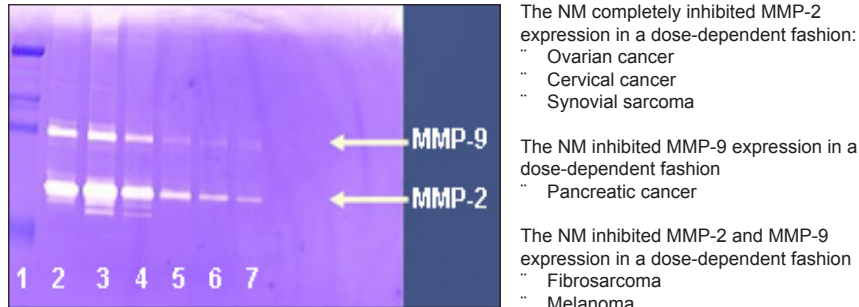 MMP-9
MMP-2
1 2 3 4 5 6 7
The NM completely inhibited MMP-2
expression in a dose-dependent fashion:
¨ Ovarian cancer
¨ Cervical cancer
¨ Synovial sarcoma
The NM inhibited MMP-9 expression in a
dose-dependent fashion
¨ Pancreatic cancer
The NM inhibited MMP-2 and MMP-9
expression in a dose-dependent fashion
¨ Fibrosarcoma
¨ Melanoma